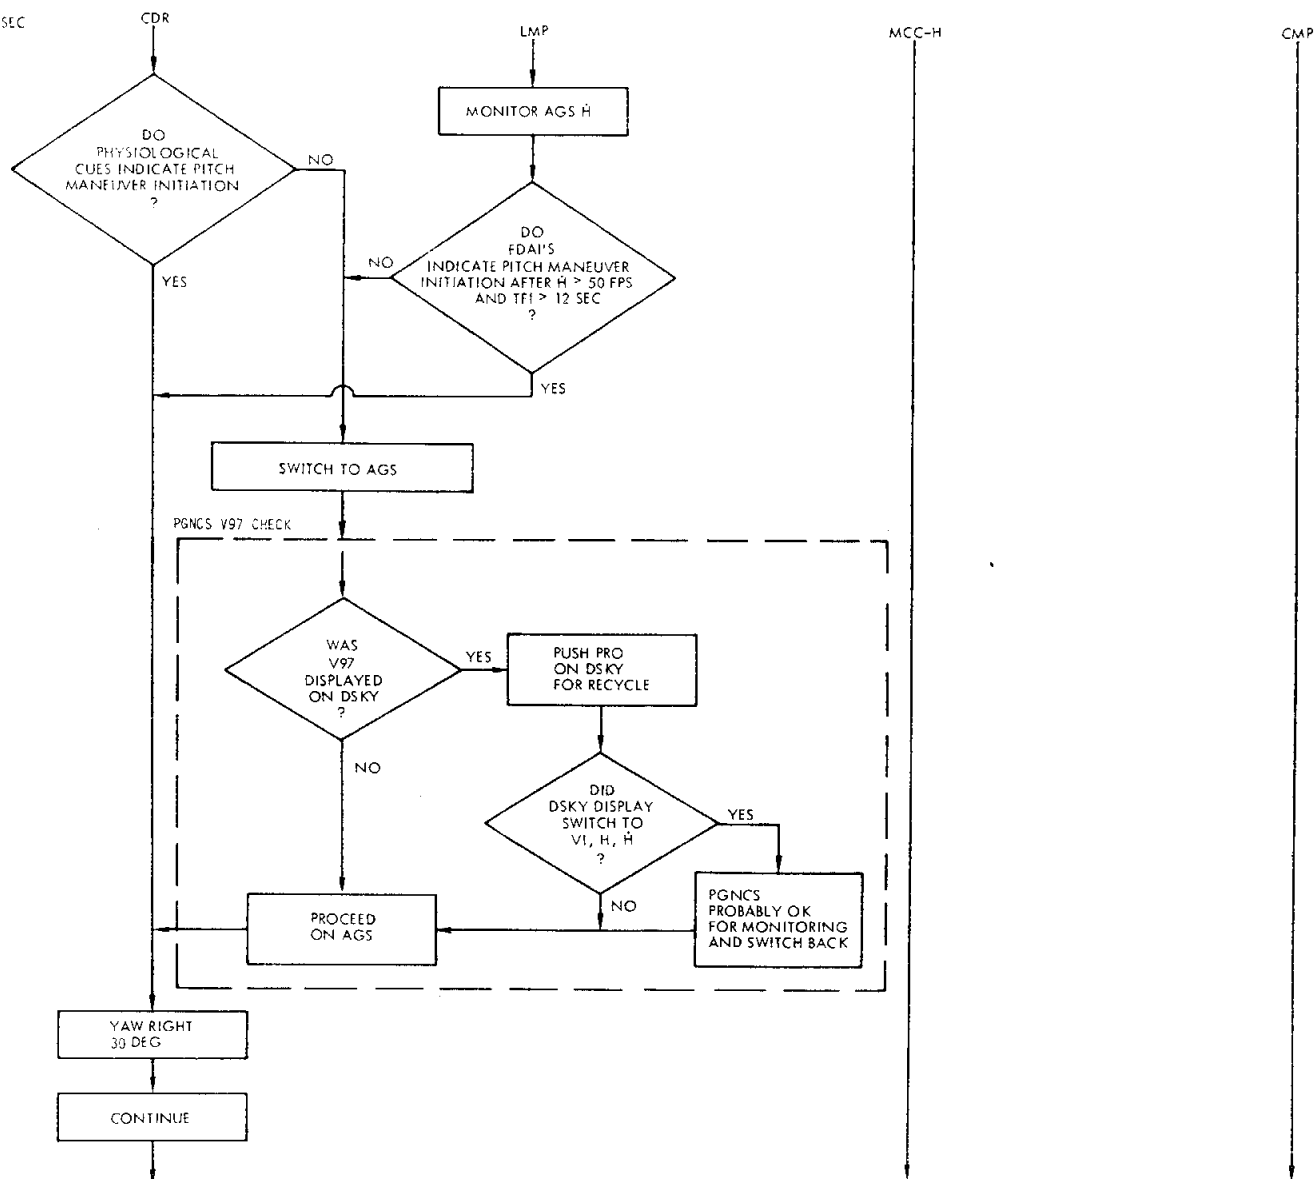 SEC
CDR
LMP
MCC-H
CMP
MONITOR AGS Ḣ
DO
PHYSIOLOGICAL
CUES INDICATE PITCH
MANEUVER INITIATION
?
NO
YES
DO
FDAI'S
INDICATE PITCH MANEUVER
INITIATION AFTER Ḣ > 50 FPS
AND TFI > 12 SEC
?
NO
YES
SWITCH TO AGS
PGNCS V97 CHECK
WAS
V97
DISPLAYED
ON DSKY
?
YES
NO
PUSH PRO
ON DSKY
FOR RECYCLE
DID
DSKY DISPLAY
SWITCH TO
VI, H, Ḣ
?
YES
NO
PGNCS
PROBABLY OK
FOR MONITORING
AND SWITCH BACK
PROCEED
ON AGS
YAW RIGHT
30 DEG
CONTINUE